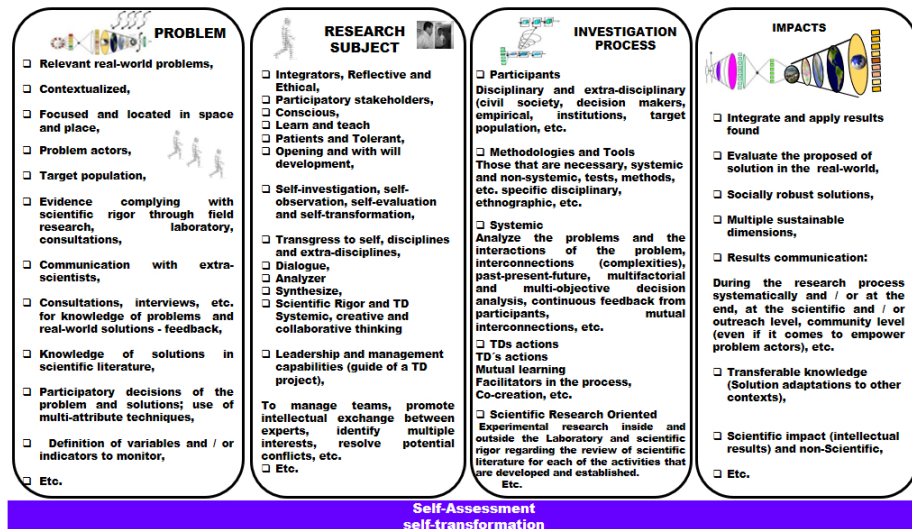 PROBLEM
❑ Relevant real-world problems,
❑ Contextualized,
❑ Focused and located in space
and place,
❑ Problem actors,
❑ Target population,
❑ Evidence complying with
scientific rigor through field
research, laboratory,
consultations,
❑ Communication with extra-
scientists,
❑ Consultations, interviews, etc.
for knowledge of problems and
real-world solutions - feedback,
❑ Knowledge of solutions in
scientific literature,
❑ Participatory decisions of the
problem and solutions; use of
multi-attribute techniques,
❑ Definition of variables and / or
indicators to monitor,
❑ Etc.
RESEARCH
SUBJECT
❑ Integrators, Reflective and
Ethical,
❑ Participatory stakeholders,
❑ Conscious,
❑ Learn and teach
❑ Patients and Tolerant,
❑ Opening and with will
development,
❑ Self-investigation, self-
observation, self-evaluation
and self-transformation,
❑ Transgress to self, disciplines
and extra-disciplines,
❑ Dialogue,
❑ Analyzer
❑ Synthesize,
❑ Scientific Rigor and TD
Systemic, creative and
collaborative thinking
❑ Leadership and management
capabilities (guide of a TD
project),
To manage teams, promote
intellectual exchange between
experts, identify multiple
interests, resolve potential
conflicts, etc.
❑ Etc.
INVESTIGATION
PROCESS
❑ Participants
Disciplinary and extra-disciplinary
(civil society, decision makers,
empirical, institutions, target
population, etc.
❑ Methodologies and Tools
Those that are necessary, systemic
and non-systemic, tests, methods,
etc. specific disciplinary,
ethnographic, etc.
❑ Systemic
Analyze the problems and the
interactions of the problem,
interconnections (complexities),
past-present-future, multifactorial
and multi-objective decision
analysis, continuous feedback from
participants, mutual
interconnections, etc.
❑ TDs actions
TD´s actions
Mutual learning
Facilitators in the process,
Co-creation, etc.
❑ Scientific Research Oriented
Experimental research inside and
outside the Laboratory and scientific
rigor regarding the review of scientific
literature for each of the activities that
are developed and established.
Etc.
IMPACTS
❑ Integrate and apply results
found
❑ Evaluate the proposed of
solution in the real-world,
❑ Socially robust solutions,
❑ Multiple sustainable
dimensions,
❑ Results communication:
During the research process
systematically and / or at the
end, at the scientific and / or
outreach level, community level
(even if it comes to empower
problem actors), etc.
❑ Transferable knowledge
(Solution adaptations to other
contexts),
❑ Scientific impact (intellectual
results) and non-Scientific,
❑ Etc.
Self-Assessment
self-transformation